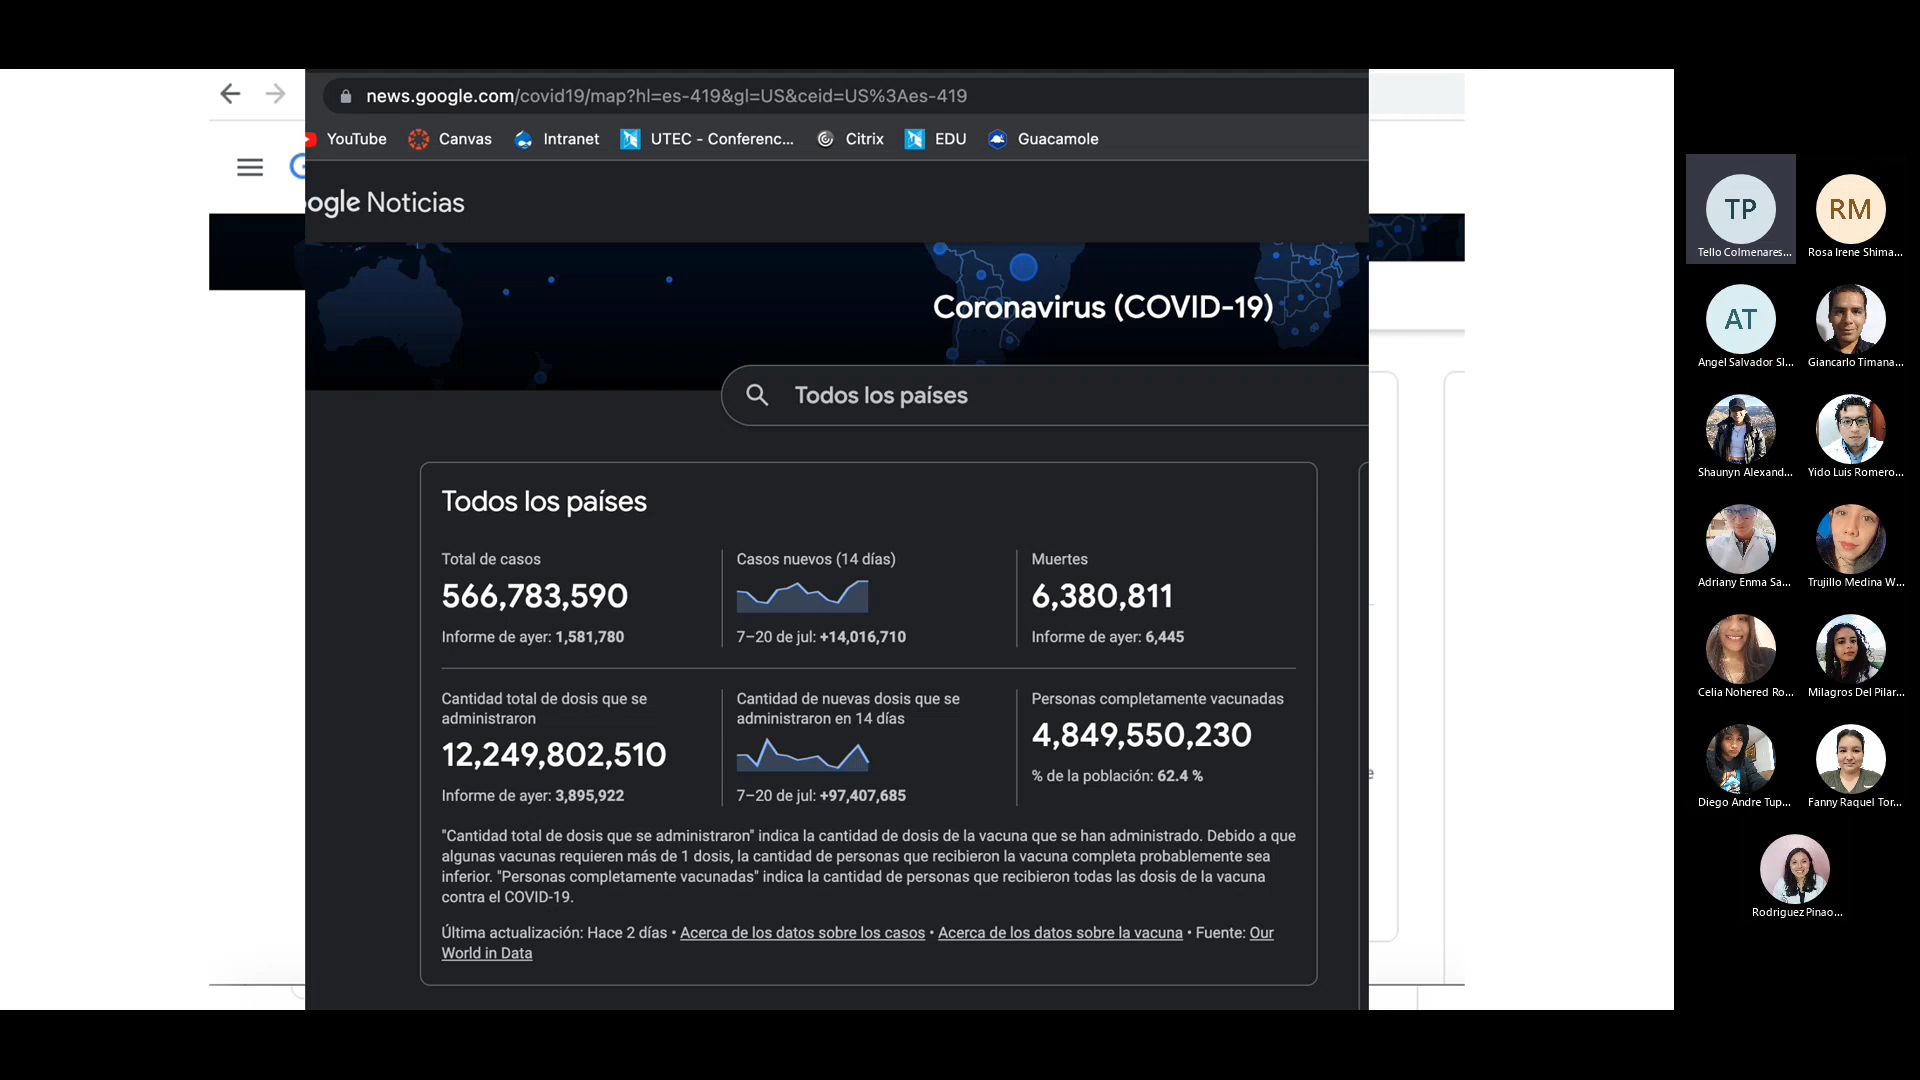 news.google.com/covid19/map?hl=es-419&gl=US&ceid=US%3Aes-419
YouTube
Canvas
Intranet
UTEC - Conferenc...
Citrix
EDU
Guacamole
ogle Noticias
Coronavirus (COVID-19)
Todos los países
Todos los países
Total de casos
566,783,590
Informe de ayer: 1,581,780
Casos nuevos (14 días)
7–20 de jul: +14,016,710
Muertes
6,380,811
Informe de ayer: 6,445
Cantidad total de dosis que se
administraron
12,249,802,510
Informe de ayer: 3,895,922
Cantidad de nuevas dosis que se
administraron en 14 días
7–20 de jul: +97,407,685
Personas completamente vacunadas
4,849,550,230
% de la población: 62.4 %
"Cantidad total de dosis que se administraron" indica la cantidad de dosis de la vacuna que se han administrado. Debido a que
algunas vacunas requieren más de 1 dosis, la cantidad de personas que recibieron la vacuna completa probablemente sea
inferior. "Personas completamente vacunadas" indica la cantidad de personas que recibieron todas las dosis de la vacuna
contra el COVID-19.
Última actualización: Hace 2 días • Acerca de los datos sobre los casos • Acerca de los datos sobre la vacuna • Fuente: Our
World in Data
TP
Tello Colmenares...
RM
Rosa Irene Shima...
AT
Angel Salvador Sl...
Giancarlo Timana...
Shaunyn Alexand...
Yido Luis Romero...
Adriany Enma Sa...
Trujillo Medina W...
Celia Nohered Ro...
Milagros Del Pilar...
Diego Andre Tup...
Fanny Raquel Tor...
Rodriguez Pinao...